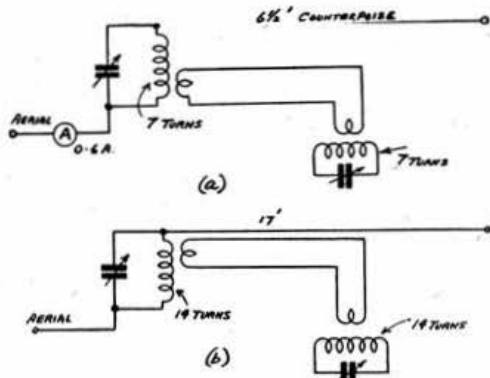 6½' COUNTERPOISE
AERIAL
A
0-6 A.
7 TURNS
7 TURNS
(a)
17'
14 TURNS
AERIAL
14 TURNS
(b)